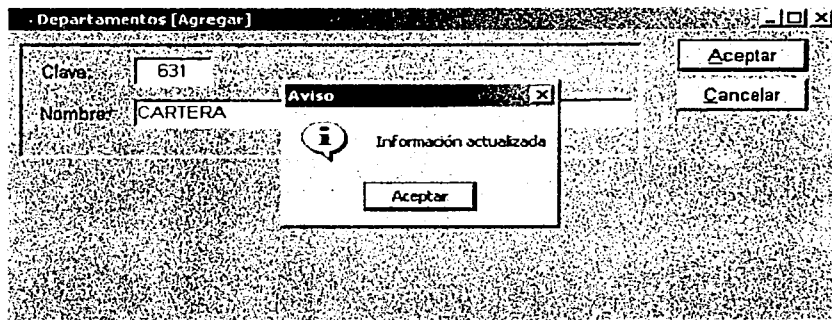 Departamentos [Agregar]
Clave: 631
Nombre: CARTERA
Aceptar
Cancelar
Aviso
Información actualizada
Aceptar